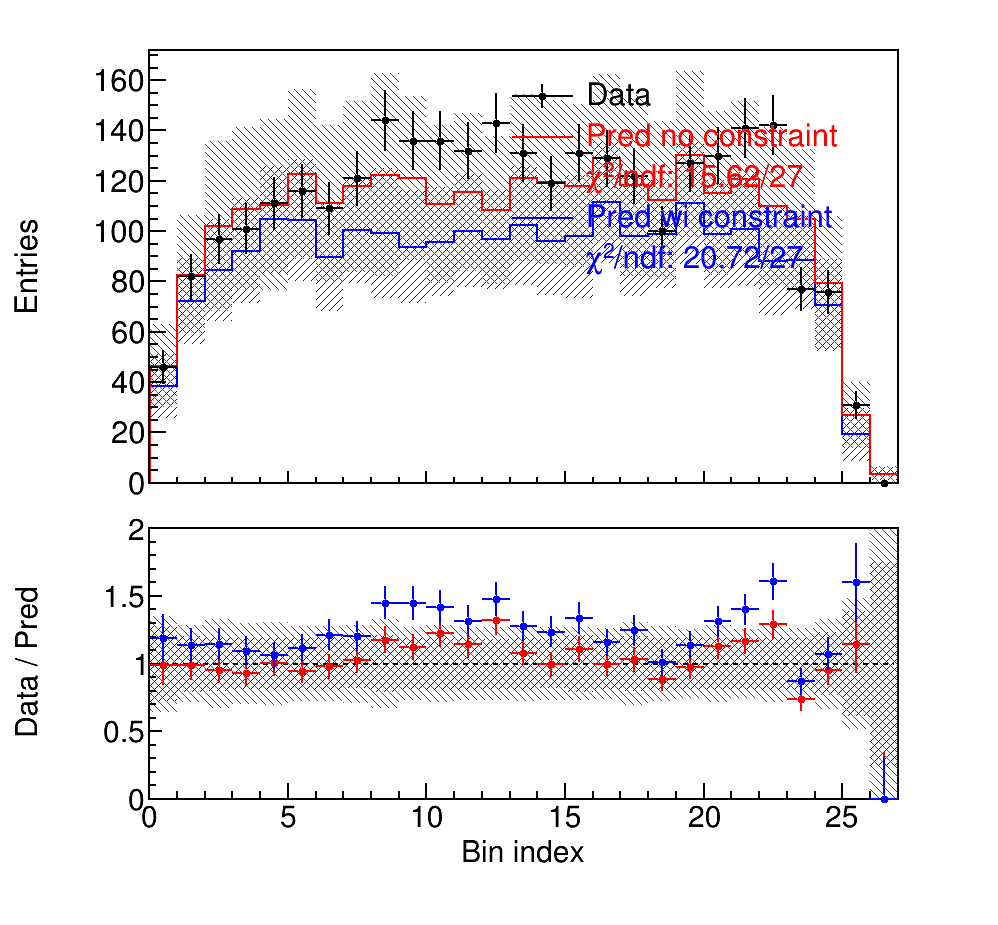 Entries
160
140
120
100
80
60
40
20
0
Data
Pred no constraint
χ²/ndf: 15.62/27
Pred wi constraint
χ²/ndf: 20.72/27
Data / Pred
2
1.5
1
0.5
0
0 5 10 15 20 25
Bin index